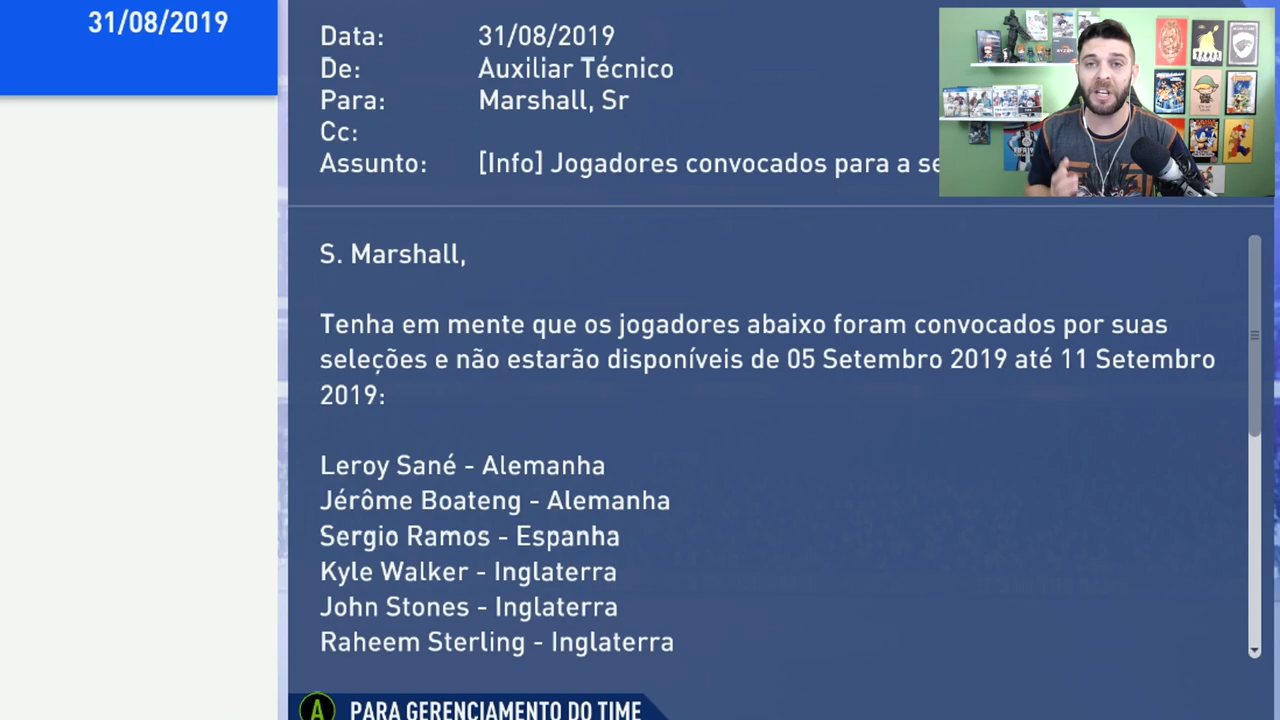 31/08/2019
Data: 31/08/2019
De: Auxiliar Técnico
Para: Marshall, Sr
Cc:
Assunto: [Info] Jogadores convocados para a se
S. Marshall,
Tenha em mente que os jogadores abaixo foram convocados por suas
seleções e não estarão disponíveis de 05 Setembro 2019 até 11 Setembro
2019:
Leroy Sané - Alemanha
Jérôme Boateng - Alemanha
Sergio Ramos - Espanha
Kyle Walker - Inglaterra
John Stones - Inglaterra
Raheem Sterling - Inglaterra
A PARA GERENCIAMENTO DO TIME